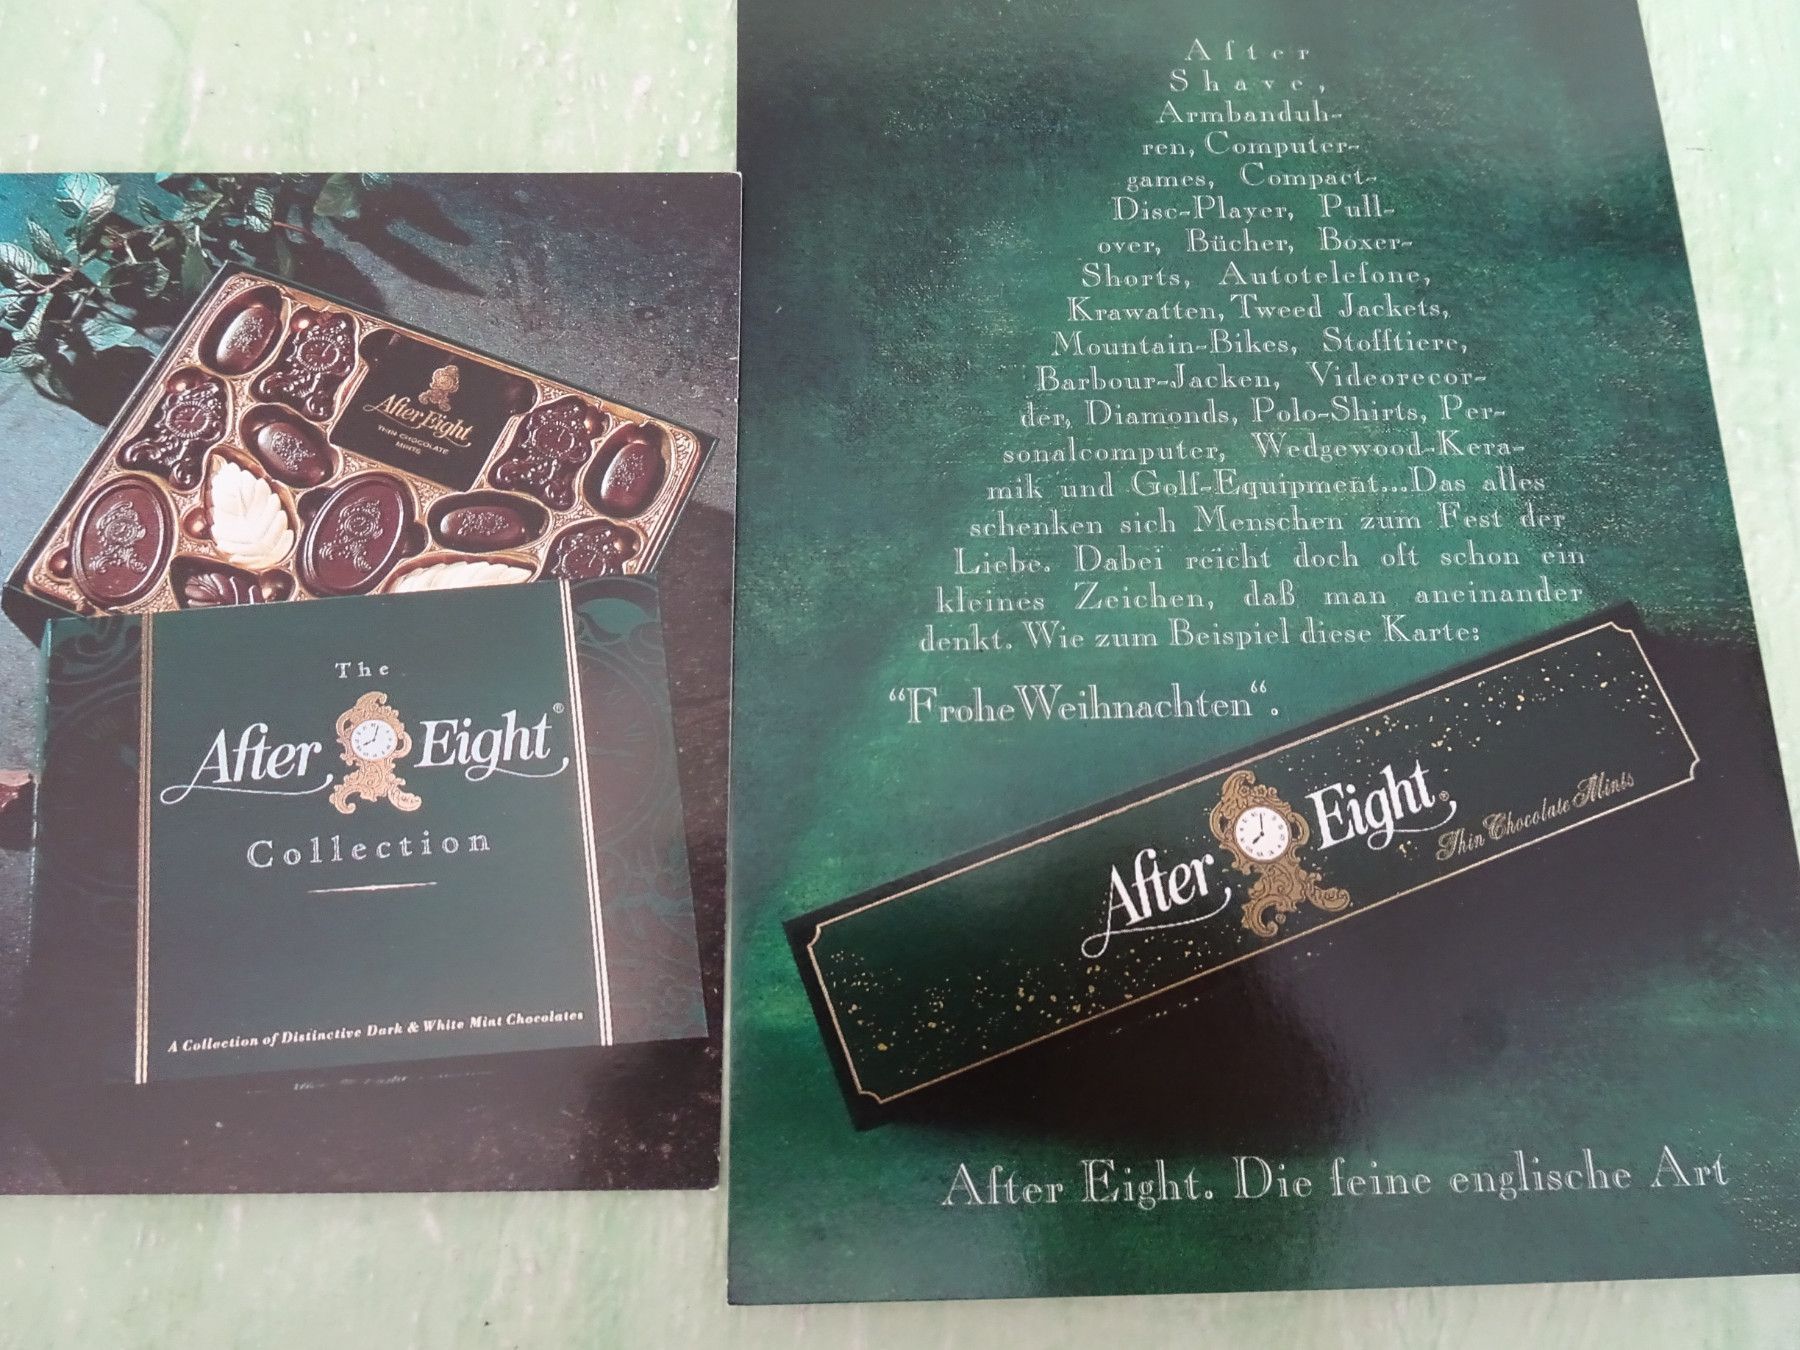 After Eight
THIN CHOCOLATE
MINTS
The
After Eight®
Collection
A Collection of Distinctive Dark & White Mint Chocolates
After
Shave,
Armbanduh-
ren, Computer-
games, Compact-
Disc-Player, Pull-
over, Bücher, Boxer-
Shorts, Autotelefone,
Krawatten, Tweed Jackets,
Mountain-Bikes, Stofftiere,
Barbour-Jacken, Videorecor-
der, Diamonds, Polo-Shirts, Per-
sonalcomputer, Wedgewood-Kera-
mik und Golf-Equipment...Das alles
schenken sich Menschen zum Fest der
Liebe. Dabei reicht doch oft schon ein
kleines Zeichen, daß man aneinander
denkt. Wie zum Beispiel diese Karte:
“Frohe Weihnachten“.
After Eight®
Thin Chocolate Mints
After Eight. Die feine englische Art